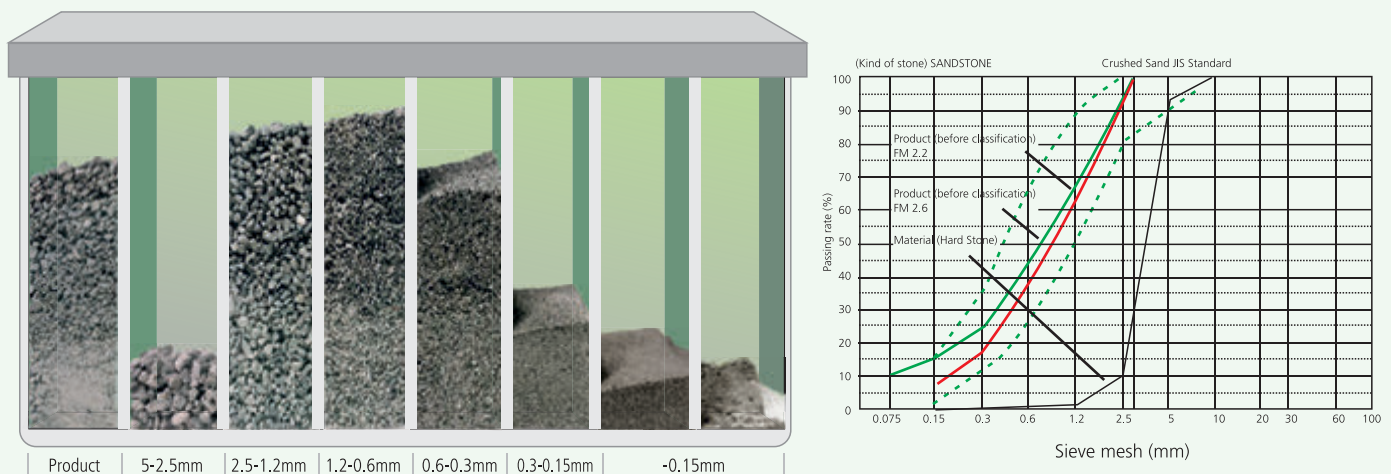 Product
5-2.5mm
2.5-1.2mm
1.2-0.6mm
0.6-0.3mm
0.3-0.15mm
-0.15mm
(Kind of stone) SANDSTONE
Crushed Sand JIS Standard
Passing rate (%)
100
90
80
70
60
50
40
30
20
10
0
Product (before classification)
FM 2.2
Product (before classification)
FM 2.6
Material (Hard Stone)
0.075 0.15 0.3 0.6 1.2 2.5 5 10 20 30 60 100
Sieve mesh (mm)